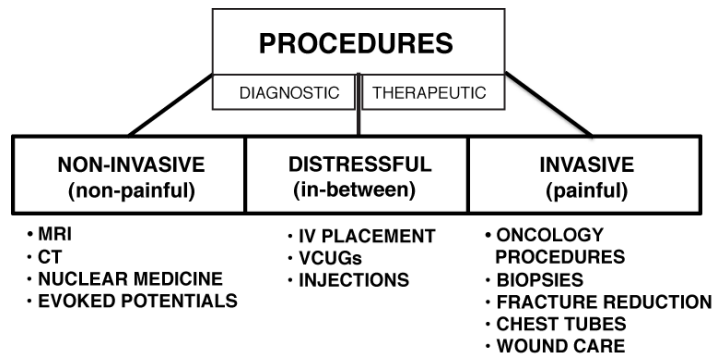 PROCEDURES
DIAGNOSTIC THERAPEUTIC
NON-INVASIVE
(non-painful)
• MRI
• CT
• NUCLEAR MEDICINE
• EVOKED POTENTIALS
DISTRESSFUL
(in-between)
• IV PLACEMENT
• VCUGs
• INJECTIONS
INVASIVE
(painful)
• ONCOLOGY
PROCEDURES
• BIOPSIES
• FRACTURE REDUCTION
• CHEST TUBES
• WOUND CARE